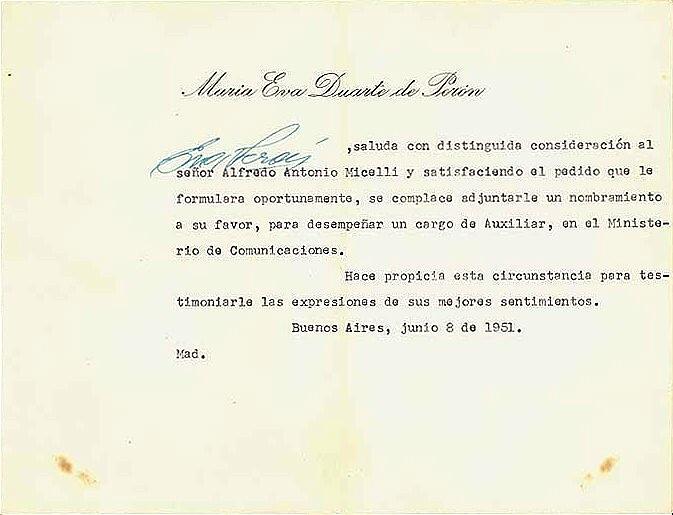 Maria Eva Duarte de Perón
Eva Perón
,saluda con distinguida consideración al
señor Alfredo Antonio Micelli y satisfaciendo el pedido que le
formulara oportunamente, se complace adjuntarle un nombramiento
a su favor, para desempeñar un cargo de Auxiliar, en el Ministe-
rio de Comunicaciones.
Hace propicia esta circunstancia para tes-
timoniarle las expresiones de sus mejores sentimientos.
Buenos Aires, junio 8 de 1951.
Mad.